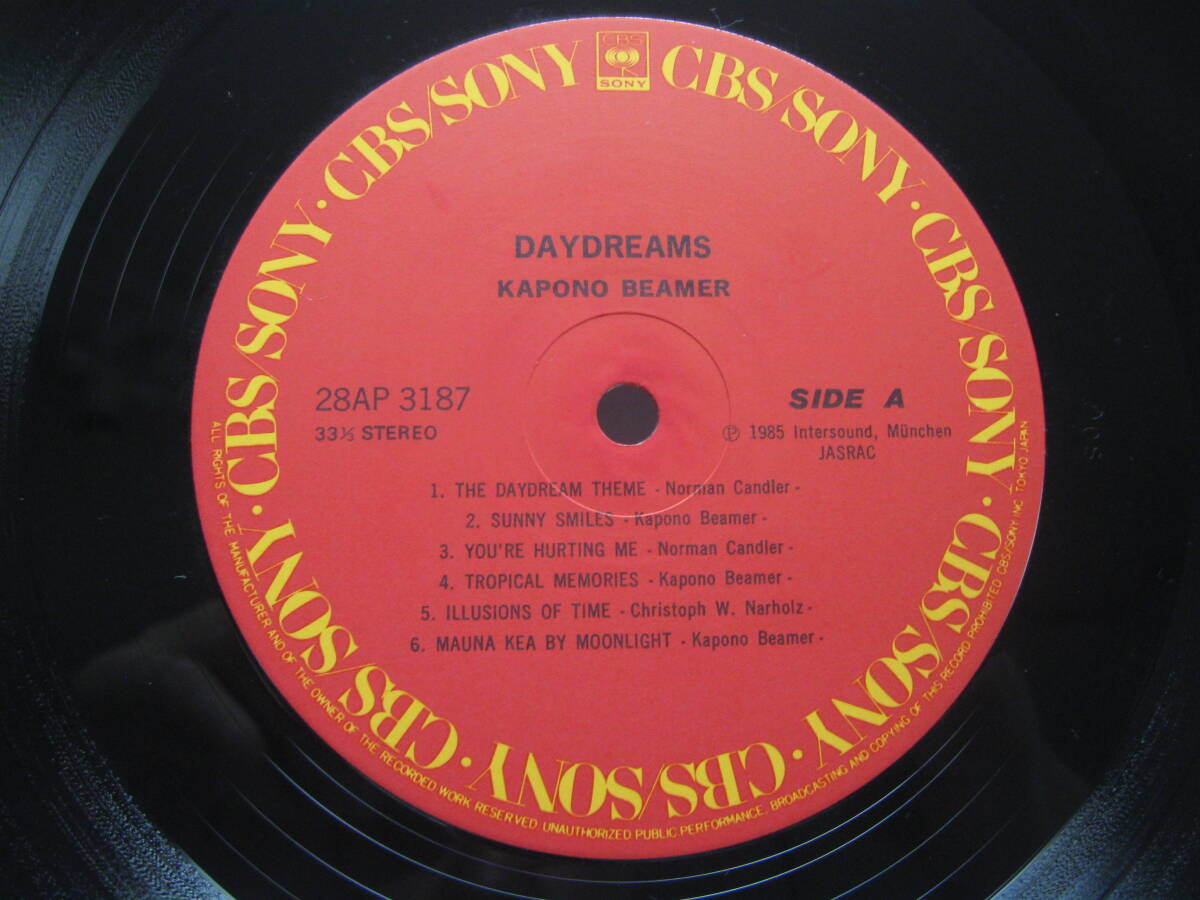 CBS
SONY
CBS/SONY · CBS/SONY · CBS/SONY · CBS/SONY · CBS/SONY · CBS/SONY · CBS/SONY · CBS/SONY · CBS/SONY · CBS/SONY
DAYDREAMS
KAPONO BEAMER
28AP 3187
33⅓ STEREO
SIDE A
Ⓟ 1985 Intersound, München
JASRAC
1. THE DAYDREAM THEME - Norman Candler -
2. SUNNY SMILES - Kapono Beamer -
3. YOU'RE HURTING ME - Norman Candler -
4. TROPICAL MEMORIES - Kapono Beamer -
5. ILLUSIONS OF TIME - Christoph W. Narholz -
6. MAUNA KEA BY MOONLIGHT - Kapono Beamer -
ALL RIGHTS OF THE MANUFACTURER AND OF THE OWNER OF THE RECORDED WORK RESERVED UNAUTHORIZED PUBLIC PERFORMANCE, BROADCASTING AND COPYING OF THIS RECORD PROHIBITED CBS/SONY INC. TOKYO JAPAN